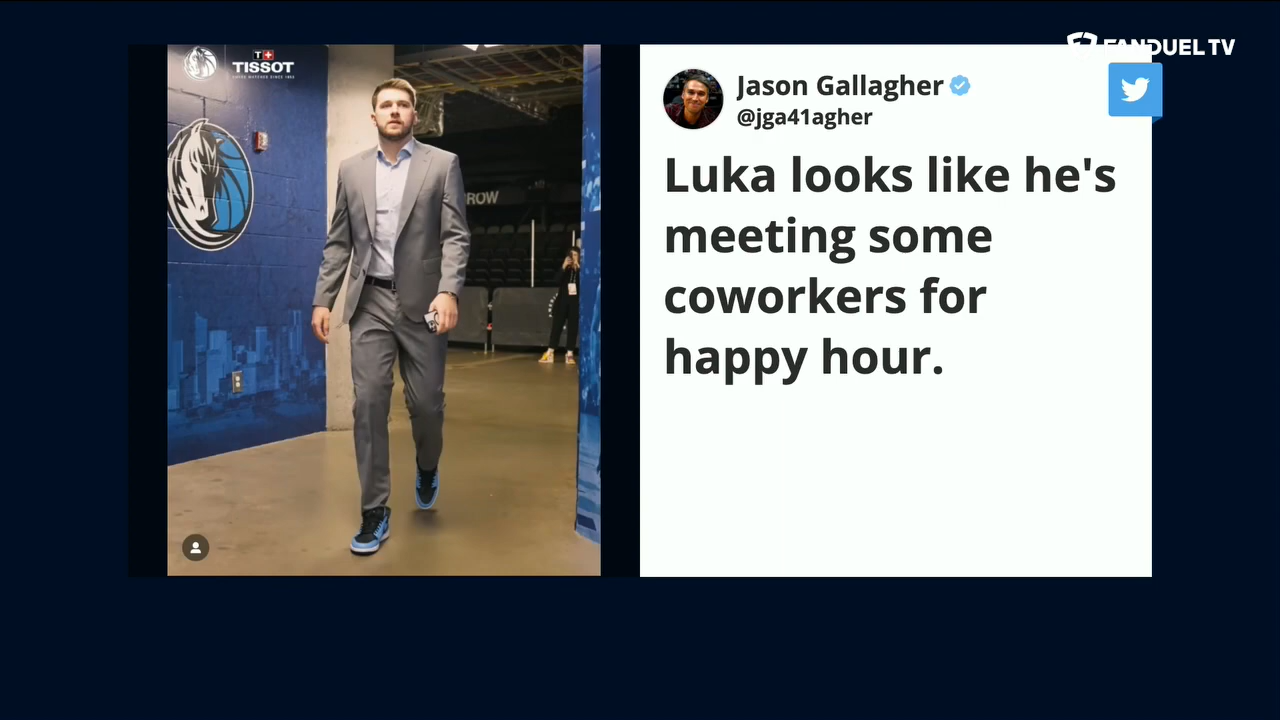 FANDUEL TV
TISSOT
Jason Gallagher
@jga41agher
Luka looks like he's
meeting some
coworkers for
happy hour.
ROW